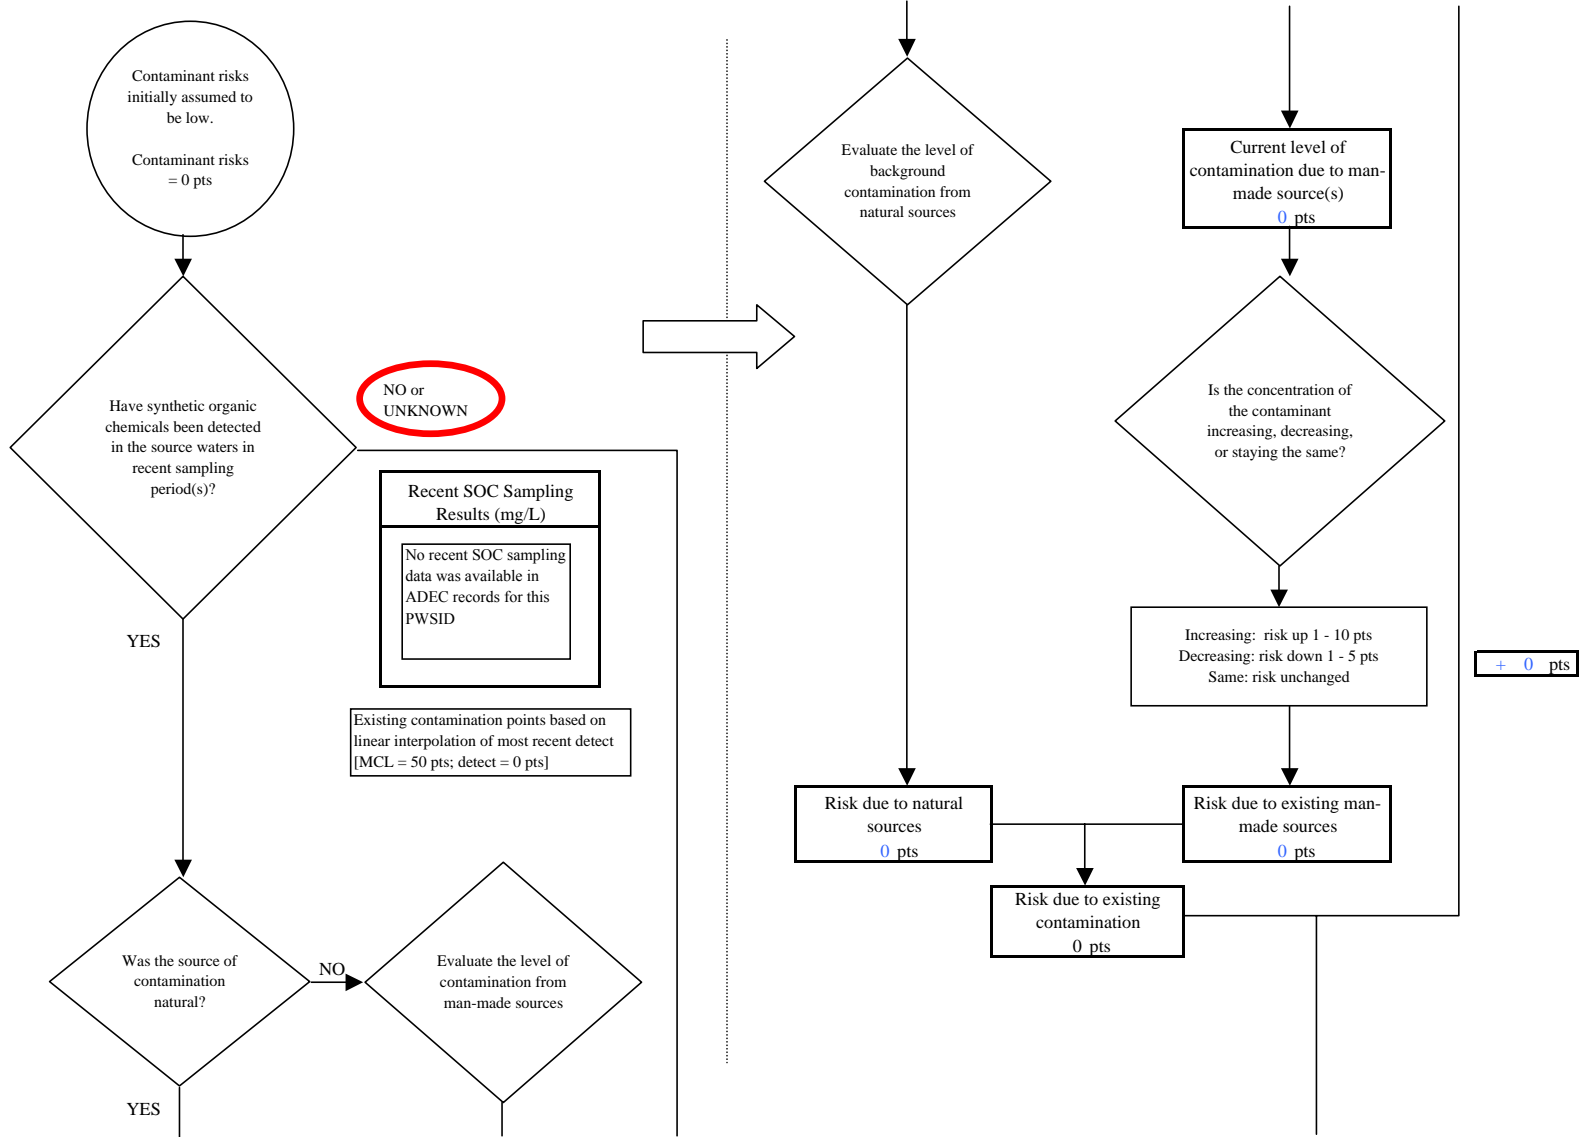 Contaminant risks
initially assumed to
be low.
Contaminant risks
= 0 pts
Have synthetic organic
chemicals been detected
in the source waters in
recent sampling
period(s)?
NO or
UNKNOWN
Recent SOC Sampling
Results (mg/L)
No recent SOC sampling
data was available in
ADEC records for this
PWSID
YES
Existing contamination points based on
linear interpolation of most recent detect
[MCL = 50 pts; detect = 0 pts]
Was the source of
contamination
natural?
NO
Evaluate the level of
contamination from
man-made sources
YES
Evaluate the level of
background
contamination from
natural sources
Current level of
contamination due to man-
made source(s)
0 pts
Is the concentration of
the contaminant
increasing, decreasing,
or staying the same?
Increasing: risk up 1 - 10 pts
Decreasing: risk down 1 - 5 pts
Same: risk unchanged
+ 0 pts
Risk due to natural
sources
0 pts
Risk due to existing man-
made sources
0 pts
Risk due to existing
contamination
0 pts